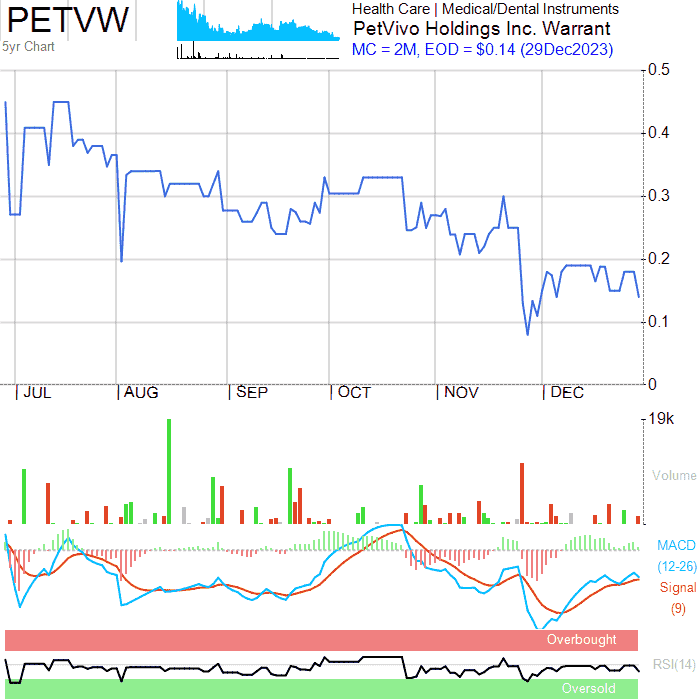 PETVW
5yr Chart
Health Care | Medical/Dental Instruments
PetVivo Holdings Inc. Warrant
MC = 2M, EOD = $0.14 (29Dec2023)
0.5
0.4
0.3
0.2
0.1
0
JUL AUG SEP OCT NOV DEC
19k
Volume
MACD
(12-26)
Signal
(9)
Overbought
RSI(14)
Oversold